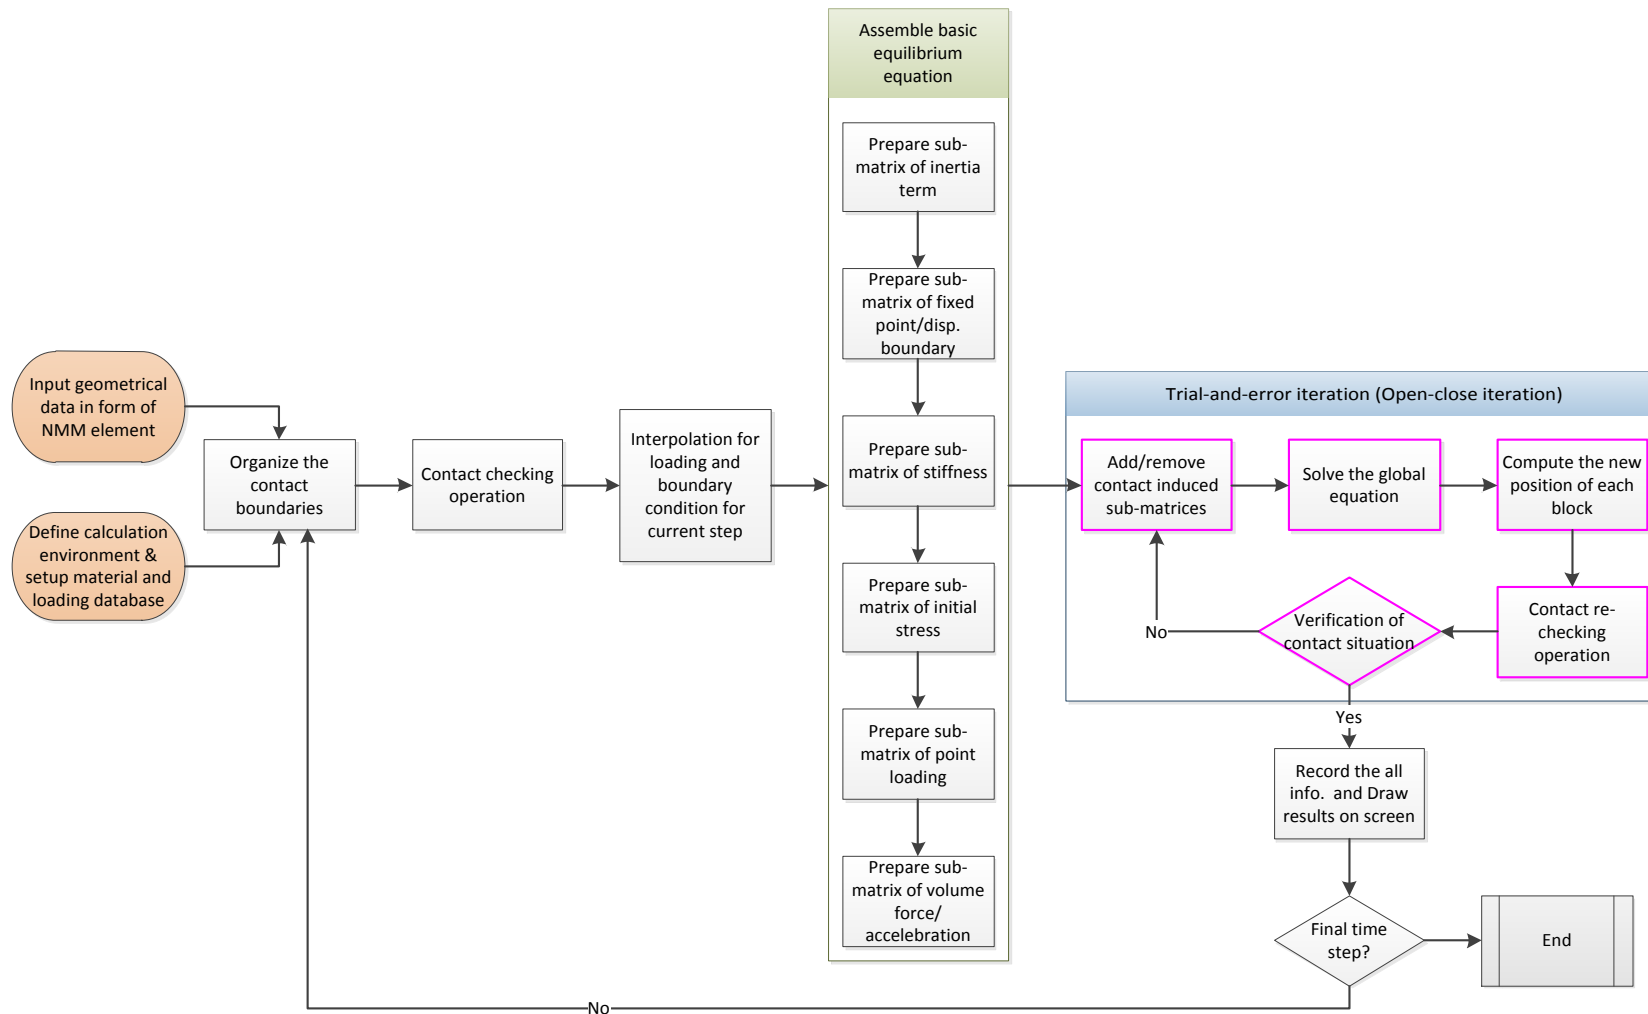 Assemble basic
equilibrium
equation
Prepare sub-
matrix of inertia
term
Prepare sub-
matrix of fixed
point/disp.
boundary
Prepare sub-
matrix of stiffness
Prepare sub-
matrix of initial
stress
Prepare sub-
matrix of point
loading
Prepare sub-
matrix of volume
force/
accelebration
Input geometrical
data in form of
NMM element
Define calculation
environment &
setup material and
loading database
Organize the
contact
boundaries
Contact checking
operation
Interpolation for
loading and
boundary
condition for
current step
Trial-and-error iteration (Open-close iteration)
Add/remove
contact induced
sub-matrices
Solve the global
equation
Compute the new
position of each
block
Contact re-
checking
operation
Verification of
contact situation
No
Yes
Record the all
info. and Draw
results on screen
Final time
step?
End
No